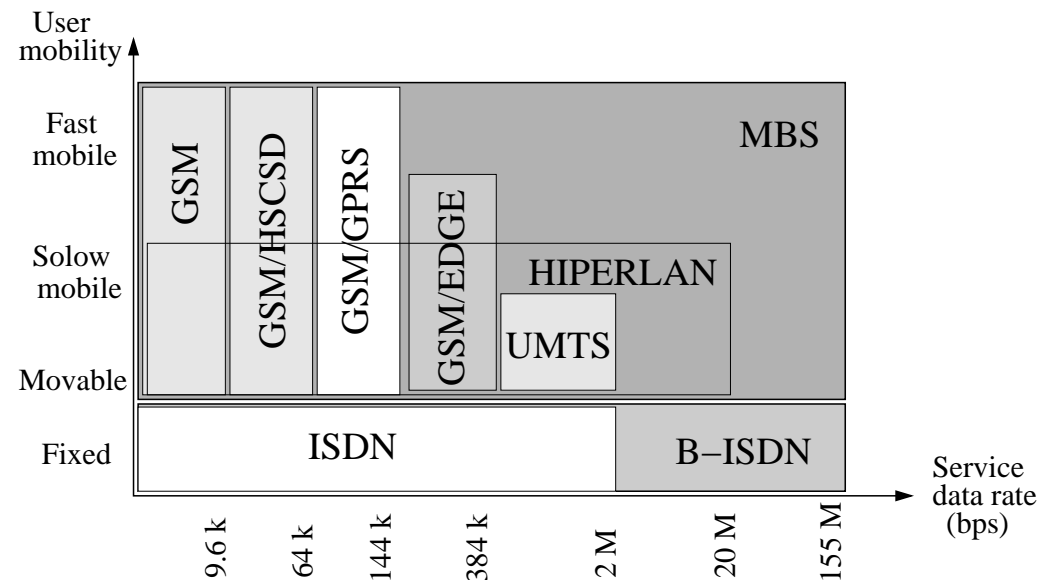 User
mobility
Fast
mobile
Solow
mobile
Movable
Fixed
GSM
GSM/HSCSD
GSM/GPRS
GSM/EDGE
MBS
HIPERLAN
UMTS
ISDN
B−ISDN
9.6 k
64 k
144 k
384 k
2 M
20 M
155 M
Service
data rate
(bps)